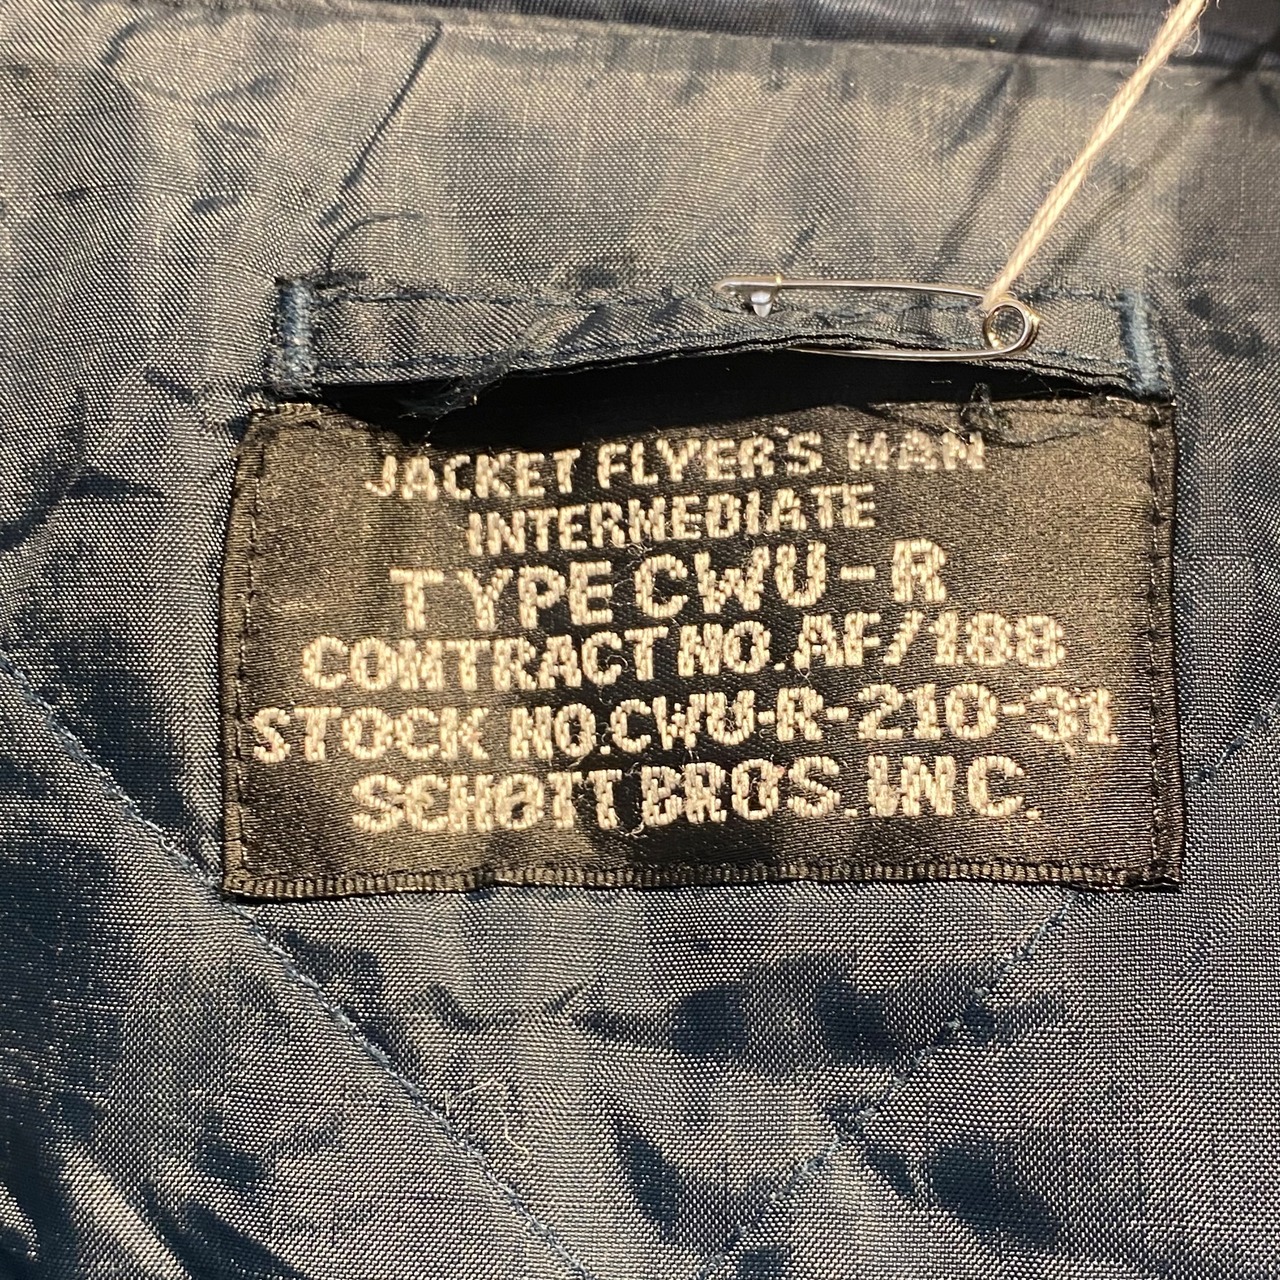 JACKET FLYER'S MAN
INTERMEDIATE
TYPE CWU-R
CONTRACT NO. AF/188
STOCK NO.CWU-R-210-31
SCHOTT BROS. INC.